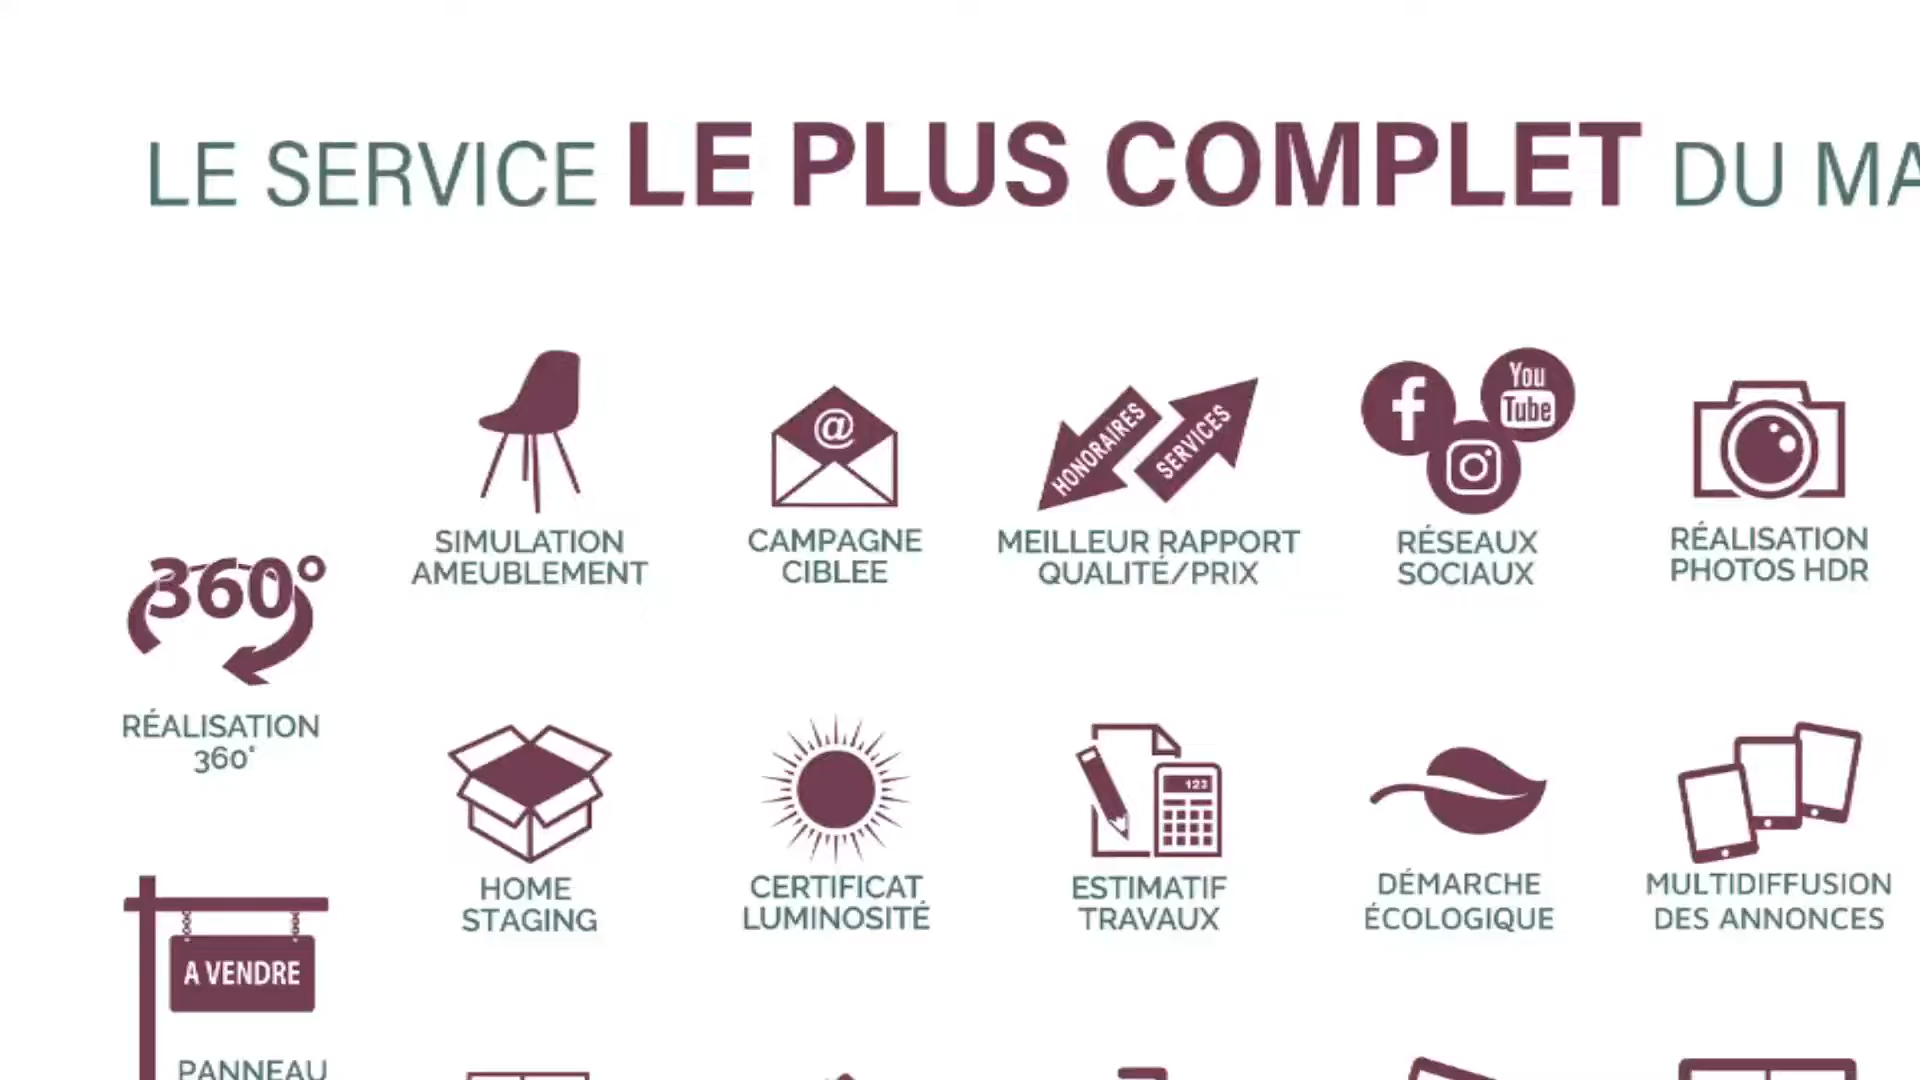 LE SERVICE LE PLUS COMPLET DU MA
@
HONORAIRES
SERVICES
f
You
Tube
SIMULATION
AMEUBLEMENT
CAMPAGNE
CIBLEE
MEILLEUR RAPPORT
QUALITÉ/PRIX
RÉSEAUX
SOCIAUX
RÉALISATION
PHOTOS HDR
360°
RÉALISATION
360°
123
HOME
STAGING
CERTIFICAT
LUMINOSITÉ
ESTIMATIF
TRAVAUX
DÉMARCHE
ÉCOLOGIQUE
MULTIDIFFUSION
DES ANNONCES
A VENDRE
PANNEAU